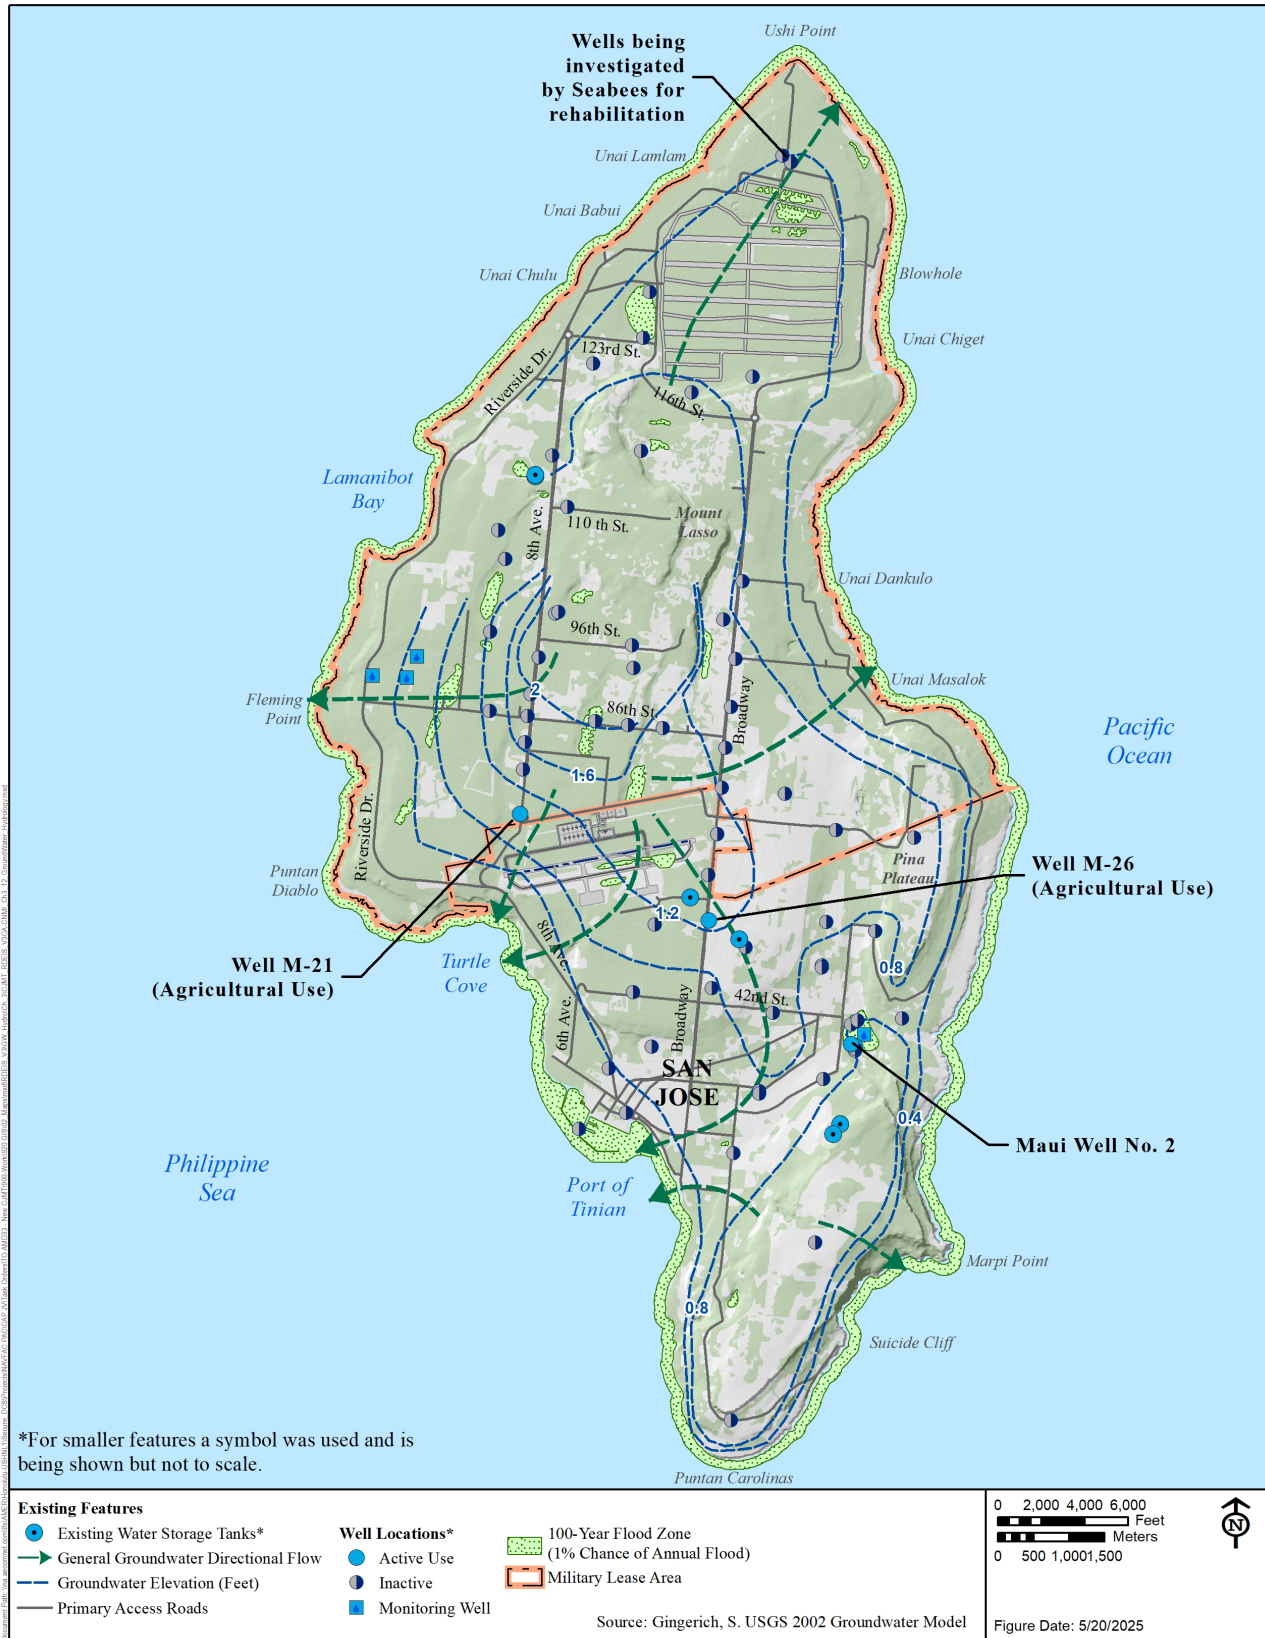 Ushi Point
Wells being
investigated
by Seabees for
rehabilitation
Unai Lamlam
Unai Babui
Unai Chulu
Blowhole
Unai Chiget
123rd St.
Riverside Dr.
116th St.
Lamanibot
Bay
8th Ave.
110 th St.
Mount
Lasso
Unai Dankulo
96th St.
Unai Masalok
Fleming
Point
2
86th St.
Broadway
Pacific
Ocean
1.6
Riverside Dr.
Puntan
Diablo
Pina
Plateau
Well M-26
(Agricultural Use)
1.2
8th Ave.
Well M-21
(Agricultural Use)
Turtle
Cove
0.8
42nd St.
6th Ave.
Broadway
SAN
JOSE
0.4
Maui Well No. 2
Philippine
Sea
Port of
Tinian
Marpi Point
0.8
Suicide Cliff
Puntan Carolinas
*For smaller features a symbol was used and is
being shown but not to scale.
Existing Features
Existing Water Storage Tanks*
General Groundwater Directional Flow
Groundwater Elevation (Feet)
Primary Access Roads
Well Locations*
Active Use
Inactive
Monitoring Well
100-Year Flood Zone
(1% Chance of Annual Flood)
Military Lease Area
Source: Gingerich, S. USGS 2002 Groundwater Model
0 2,000 4,000 6,000
Feet
Meters
0 500 1,000 1,500
N
Figure Date: 5/20/2025